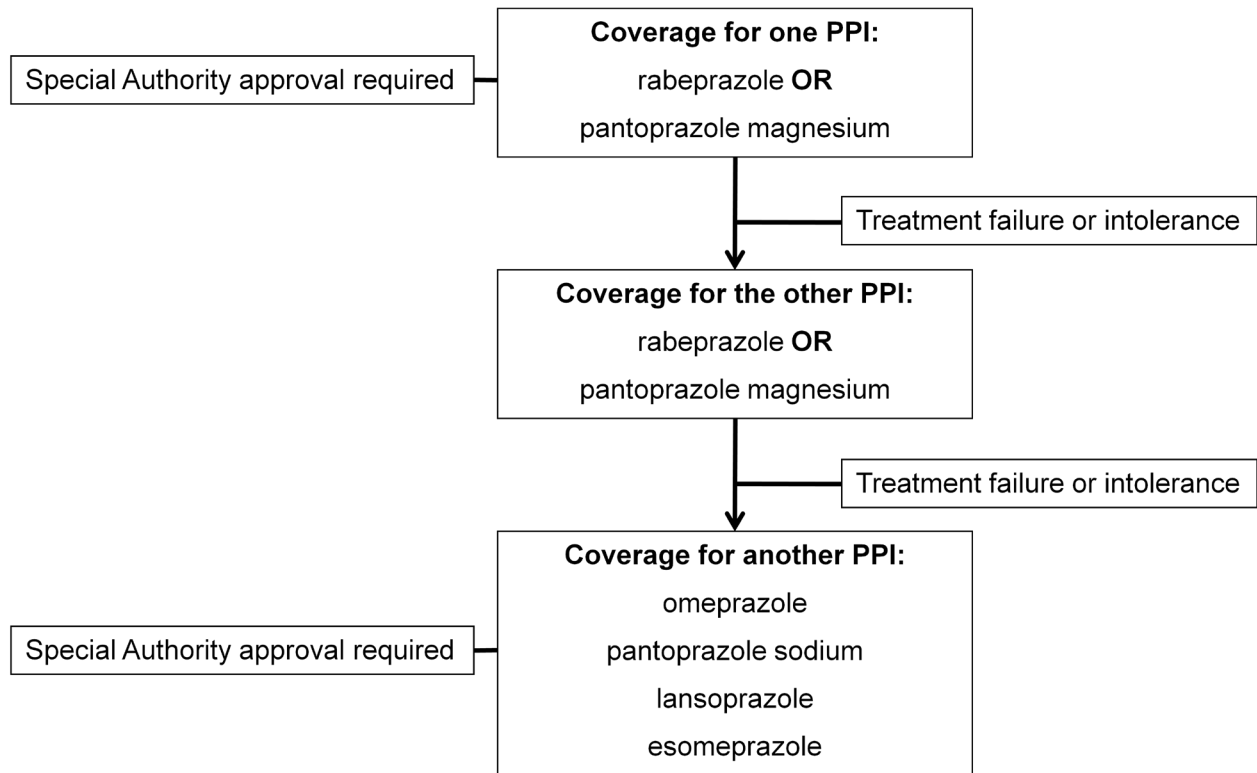 Coverage for one PPI:
Special Authority approval required
rabeprazole OR
pantoprazole magnesium
Treatment failure or intolerance
Coverage for the other PPI:
rabeprazole OR
pantoprazole magnesium
Treatment failure or intolerance
Coverage for another PPI:
omeprazole
Special Authority approval required
pantoprazole sodium
lansoprazole
esomeprazole